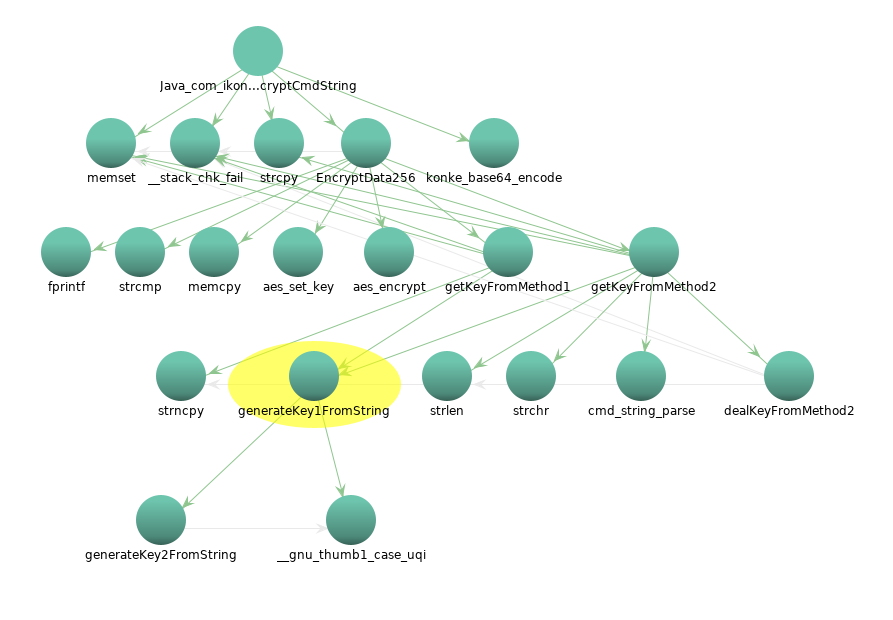 Java_com_ikon...cryptCmdString
memset
__stack_chk_fail
strcpy
EncryptData256
konke_base64_encode
fprintf
strcmp
memcpy
aes_set_key
aes_encrypt
getKeyFromMethod1
getKeyFromMethod2
strncpy
generateKey1FromString
strlen
strchr
cmd_string_parse
dealKeyFromMethod2
generateKey2FromString
__gnu_thumb1_case_uqi